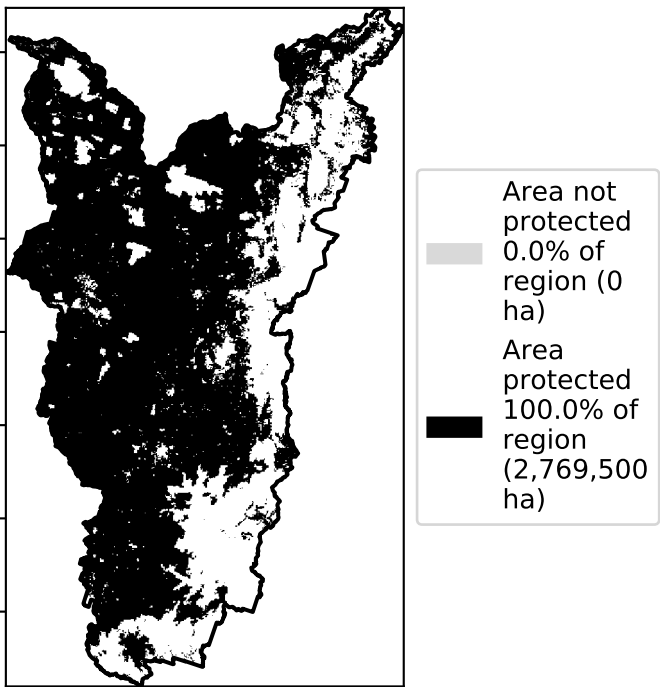 Area not
protected
0.0% of
region (0
ha)
Area
protected
100.0% of
region
(2,769,500
ha)